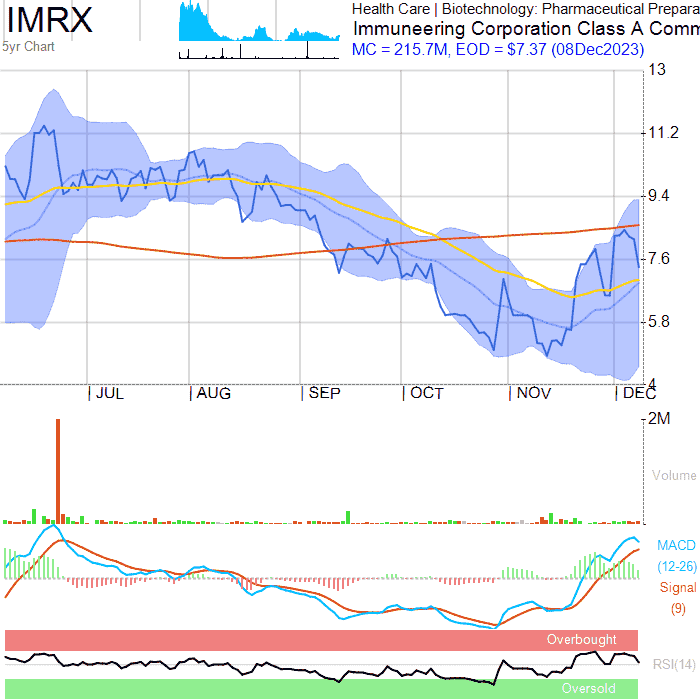 IMRX
5yr Chart
Health Care | Biotechnology: Pharmaceutical Prepara
Immuneering Corporation Class A Comm
MC = 215.7M, EOD = $7.37 (08Dec2023)
13
11.2
9.4
7.6
5.8
4
JUL AUG SEP OCT NOV DEC
2M
Volume
MACD
(12-26)
Signal
(9)
Overbought
RSI(14)
Oversold